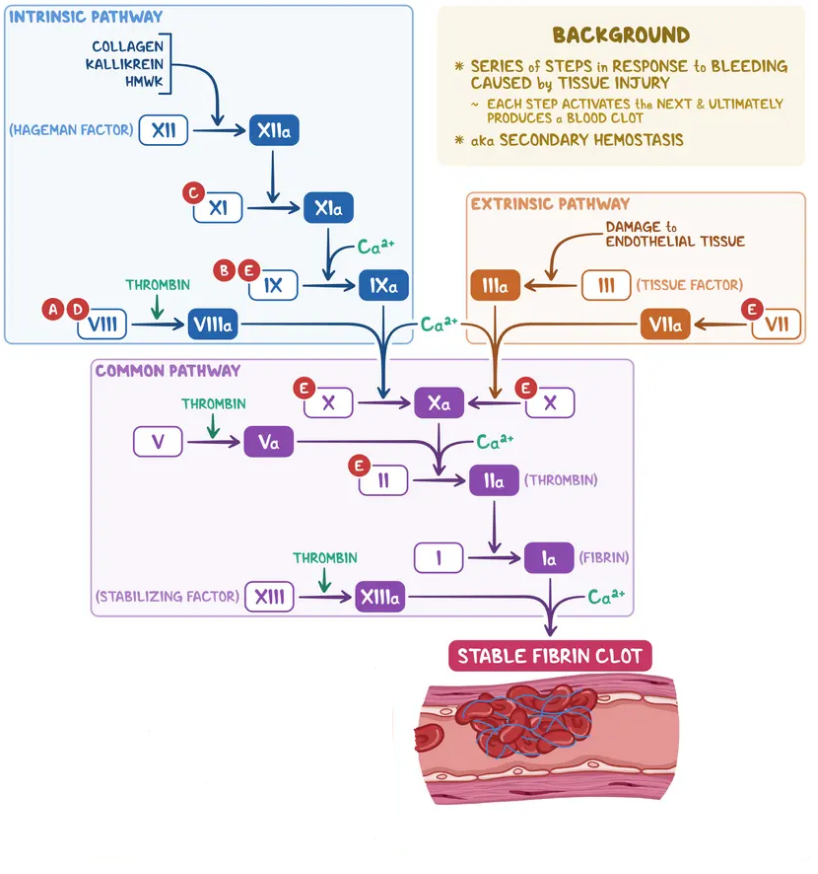 INTRINSIC PATHWAY
COLLAGEN
KALLIKREIN
HMWK
(HAGEMAN FACTOR) XII XIIa
C
XI XIa
Ca²⁺
B E
IX IXa
THROMBIN
A D
VIII VIIIa
Ca²⁺
BACKGROUND
* SERIES of STEPS in RESPONSE to BLEEDING
CAUSED by TISSUE INJURY
~ EACH STEP ACTIVATES the NEXT & ULTIMATELY
PRODUCES a BLOOD CLOT
* aka SECONDARY HEMOSTASIS
EXTRINSIC PATHWAY
DAMAGE to
ENDOTHELIAL TISSUE
IIIa III (TISSUE FACTOR)
E
VIIa VII
COMMON PATHWAY
E E
X Xa X
THROMBIN
V Va Ca²⁺
E
II IIa (THROMBIN)
I Ia (FIBRIN)
THROMBIN
(STABILIZING FACTOR) XIII XIIIa Ca²⁺
STABLE FIBRIN CLOT